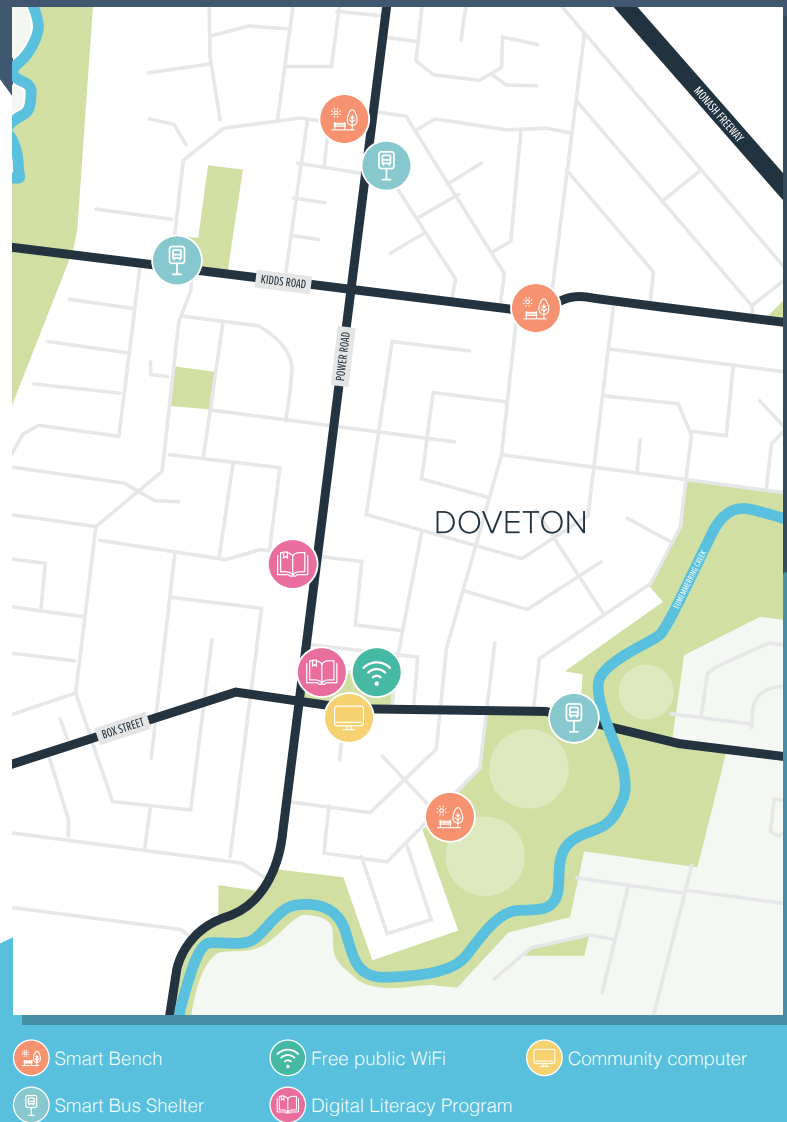 MONASH FREEWAY
KIDDS ROAD
POWER ROAD
DOVETON
EUMEMMERRING CREEK
BOX STREET
Smart Bench
Free public WiFi
Community computer
Smart Bus Shelter
Digital Literacy Program